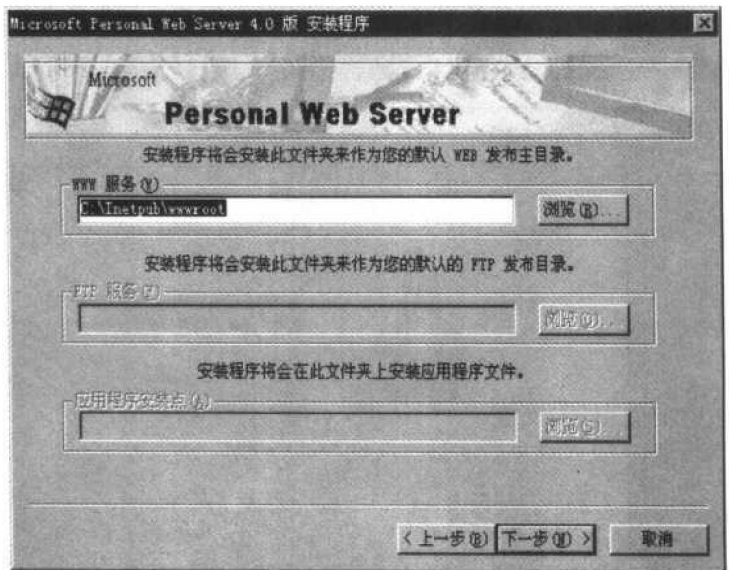 Microsoft Personal Web Server 4.0 版 安装程序
Microsoft
Personal Web Server
安装程序将会安装此文件夹来作为您的默认 WEB 发布主目录。
WWW 服务(Y)
C:\Inetpub\wwwroot
浏览(R)...
安装程序将会安装此文件夹来作为您的默认的 FTP 发布目录。
FTP 服务(F)
浏览(O)...
安装程序将会在此文件夹上安装应用程序文件。
应用程序安装点(A)
浏览(S)...
< 上一步(B)
下一步(N) >
取消